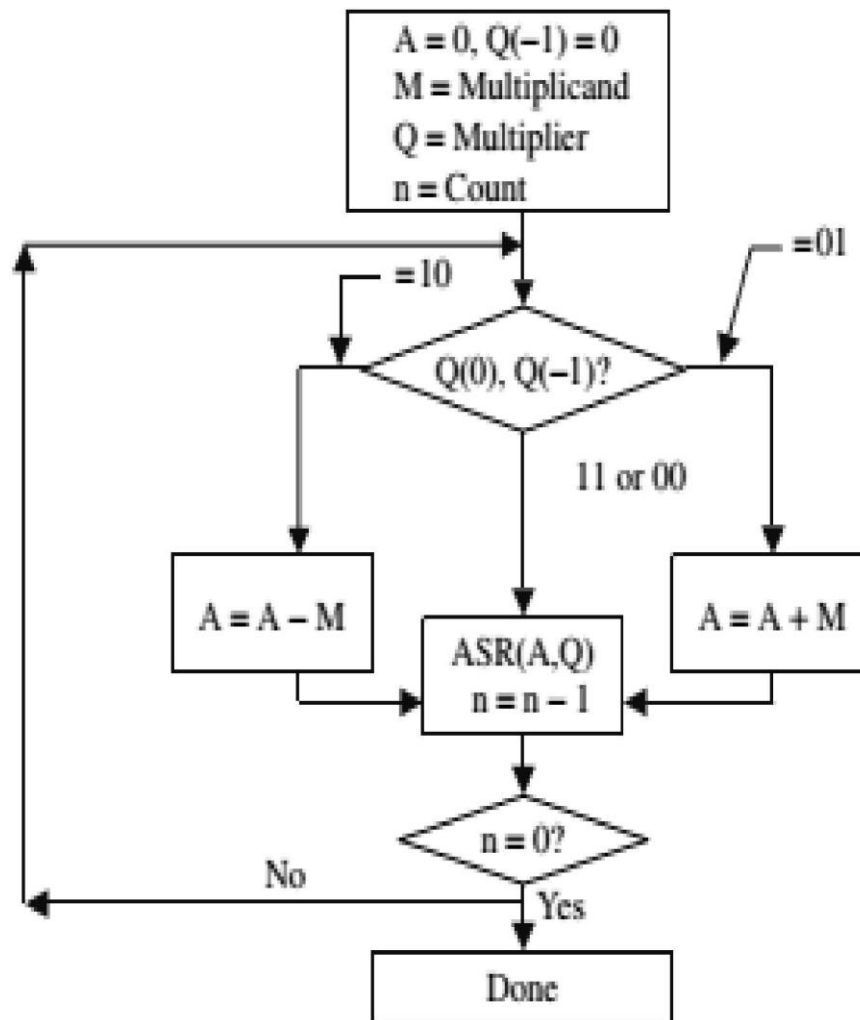 A = 0, Q(−1) = 0
M = Multiplicand
Q = Multiplier
n = Count
=10
=01
Q(0), Q(−1)?
11 or 00
A = A − M
ASR(A,Q)
n = n − 1
A = A + M
n = 0?
No
Yes
Done